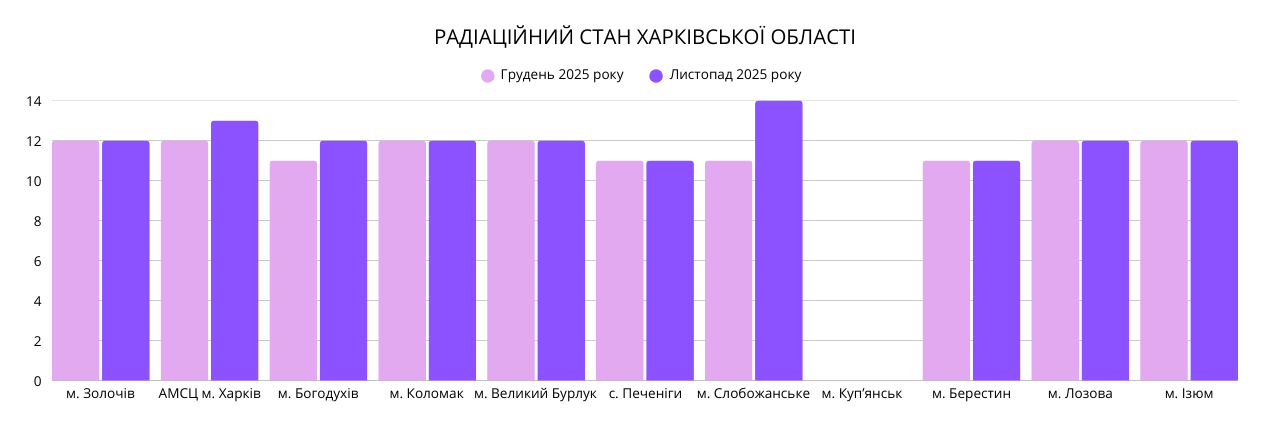 РАДІАЦІЙНИЙ СТАН ХАРКІВСЬКОЇ ОБЛАСТІ
Грудень 2025 року Листопад 2025 року
14
12
10
8
6
4
2
0
м. Золочів АМСЦ м. Харків м. Богодухів м. Коломак м. Великий Бурлук с. Печеніги м. Слобожанське м. Куп’янськ м. Берестин м. Лозова м. Ізюм